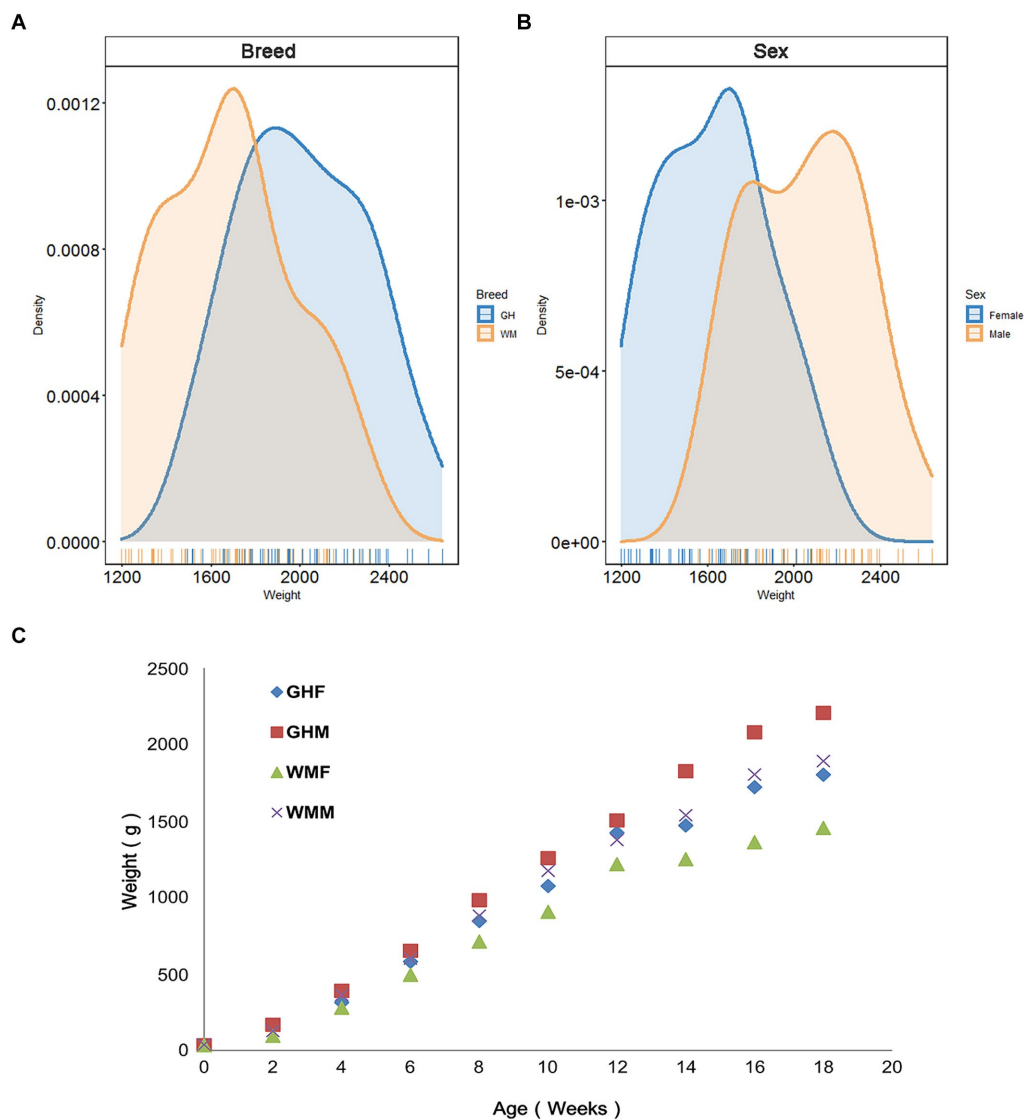 A
Breed
0.0012
0.0008
0.0004
0.0000
Density
1200 1600 2000 2400
Weight
Breed
GH
WM
B
Sex
1e-03
5e-04
0e+00
Density
1200 1600 2000 2400
Weight
Sex
Female
Male
C
2500
2000
1500
1000
500
0
Weight ( g )
GHF
GHM
WMF
WMM
0 2 4 6 8 10 12 14 16 18 20
Age ( Weeks )